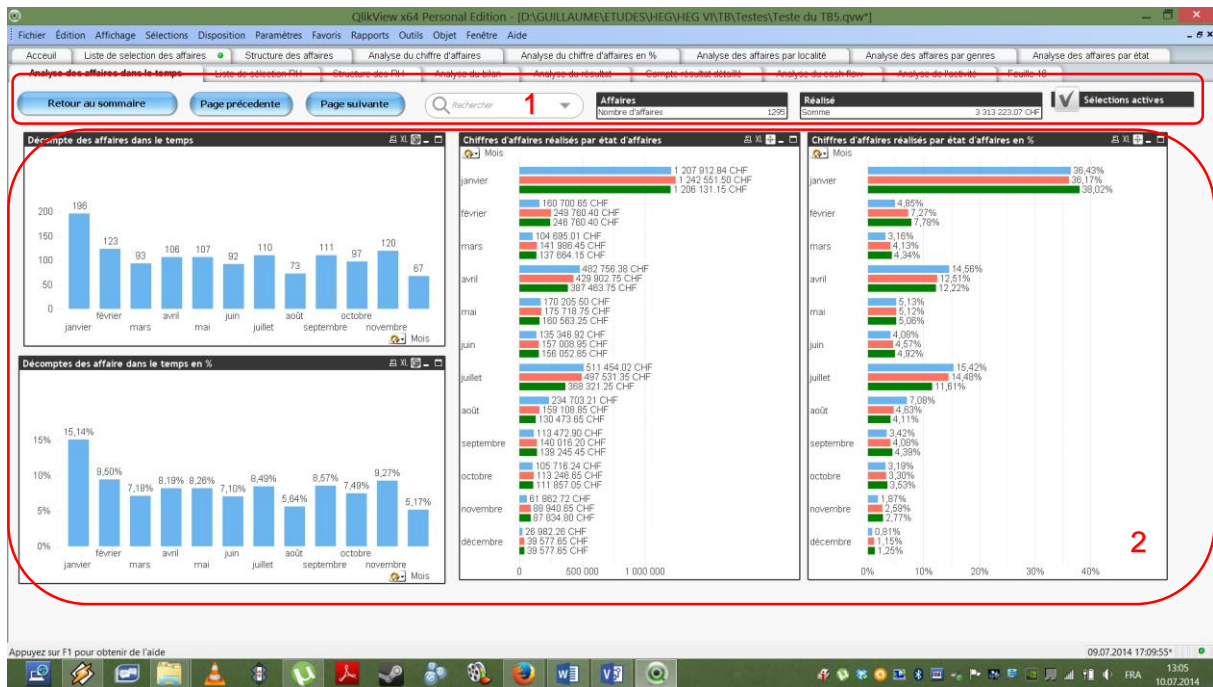 QlikView x64 Personal Edition - [D:\GUILLAUME\ETUDES\HEG\HEG VI\TB\Testes\Teste du TB5.qvw*]
Fichier Édition Affichage Sélections Disposition Paramètres Favoris Rapports Outils Objet Fenêtre Aide
Acceuil Liste de selection des affaires Structure des affaires Analyse du chiffre d'affaires Analyse du chiffre d'affaires en % Analyse des affaires par localité Analyse des affaires par genres Analyse des affaires par état
Analyse des affaires dans le temps Liste de sélection RH Structure des RH Analyse du bilan Analyse du résultat Compte résultat détaillé Analyse du cash flow Analyse de l'activité Feuille 16
Retour au sommaire Page précedente Page suivante Rechercher 1 Affaires Réalisé Sélections actives
Nombre d'affaires 1295 Somme 3 313 223.07 CHF
Décompte des affaires dans le temps
200
150
100
50
0
196 123 93 106 107 92 110 73 111 97 120 67
février avril juin août octobre
janvier mars mai juillet septembre novembre
Mois
Décomptes des affaire dans le temps en %
15%
10%
5%
0%
15,14% 9,50% 7,18% 8,19% 8,26% 7,10% 8,49% 5,64% 8,57% 7,49% 9,27% 5,17%
février avril juin août octobre
janvier mars mai juillet septembre novembre
Mois
Chiffres d'affaires réalisés par état d'affaires
Mois
janvier
1 207 912.84 CHF
1 242 551.50 CHF
1 206 131.15 CHF
février
160 700.65 CHF
249 760.40 CHF
246 760.40 CHF
mars
104 695.01 CHF
141 986.45 CHF
137 664.15 CHF
avril
482 756.38 CHF
429 902.75 CHF
387 463.75 CHF
mai
170 205.50 CHF
175 718.75 CHF
160 563.25 CHF
juin
135 346.92 CHF
157 008.95 CHF
156 052.85 CHF
juillet
511 454.02 CHF
497 531.35 CHF
368 321.25 CHF
août
234 703.21 CHF
159 108.85 CHF
130 473.65 CHF
septembre
113 472.90 CHF
140 016.20 CHF
139 245.45 CHF
octobre
105 716.24 CHF
113 246.65 CHF
111 857.05 CHF
novembre
61 862.72 CHF
88 940.65 CHF
87 834.80 CHF
décembre
26 982.26 CHF
39 577.65 CHF
39 577.65 CHF
0 500 000 1 000 000
Chiffres d'affaires réalisés par état d'affaires en %
Mois
janvier
36,43%
36,17%
38,02%
février
4,85%
7,27%
7,78%
mars
3,16%
4,13%
4,34%
avril
14,56%
12,51%
12,22%
mai
5,13%
5,12%
5,06%
juin
4,09%
4,57%
4,92%
juillet
15,42%
14,48%
11,61%
août
7,08%
4,63%
4,11%
septembre
3,42%
4,08%
4,39%
octobre
3,19%
3,30%
3,53%
novembre
1,87%
2,59%
2,77%
décembre
0,81%
1,15%
1,25%
2
0% 10% 20% 30% 40%
Appuyez sur F1 pour obtenir de l'aide 09.07.2014 17:09:55*
FRA 13:05
10.07.2014